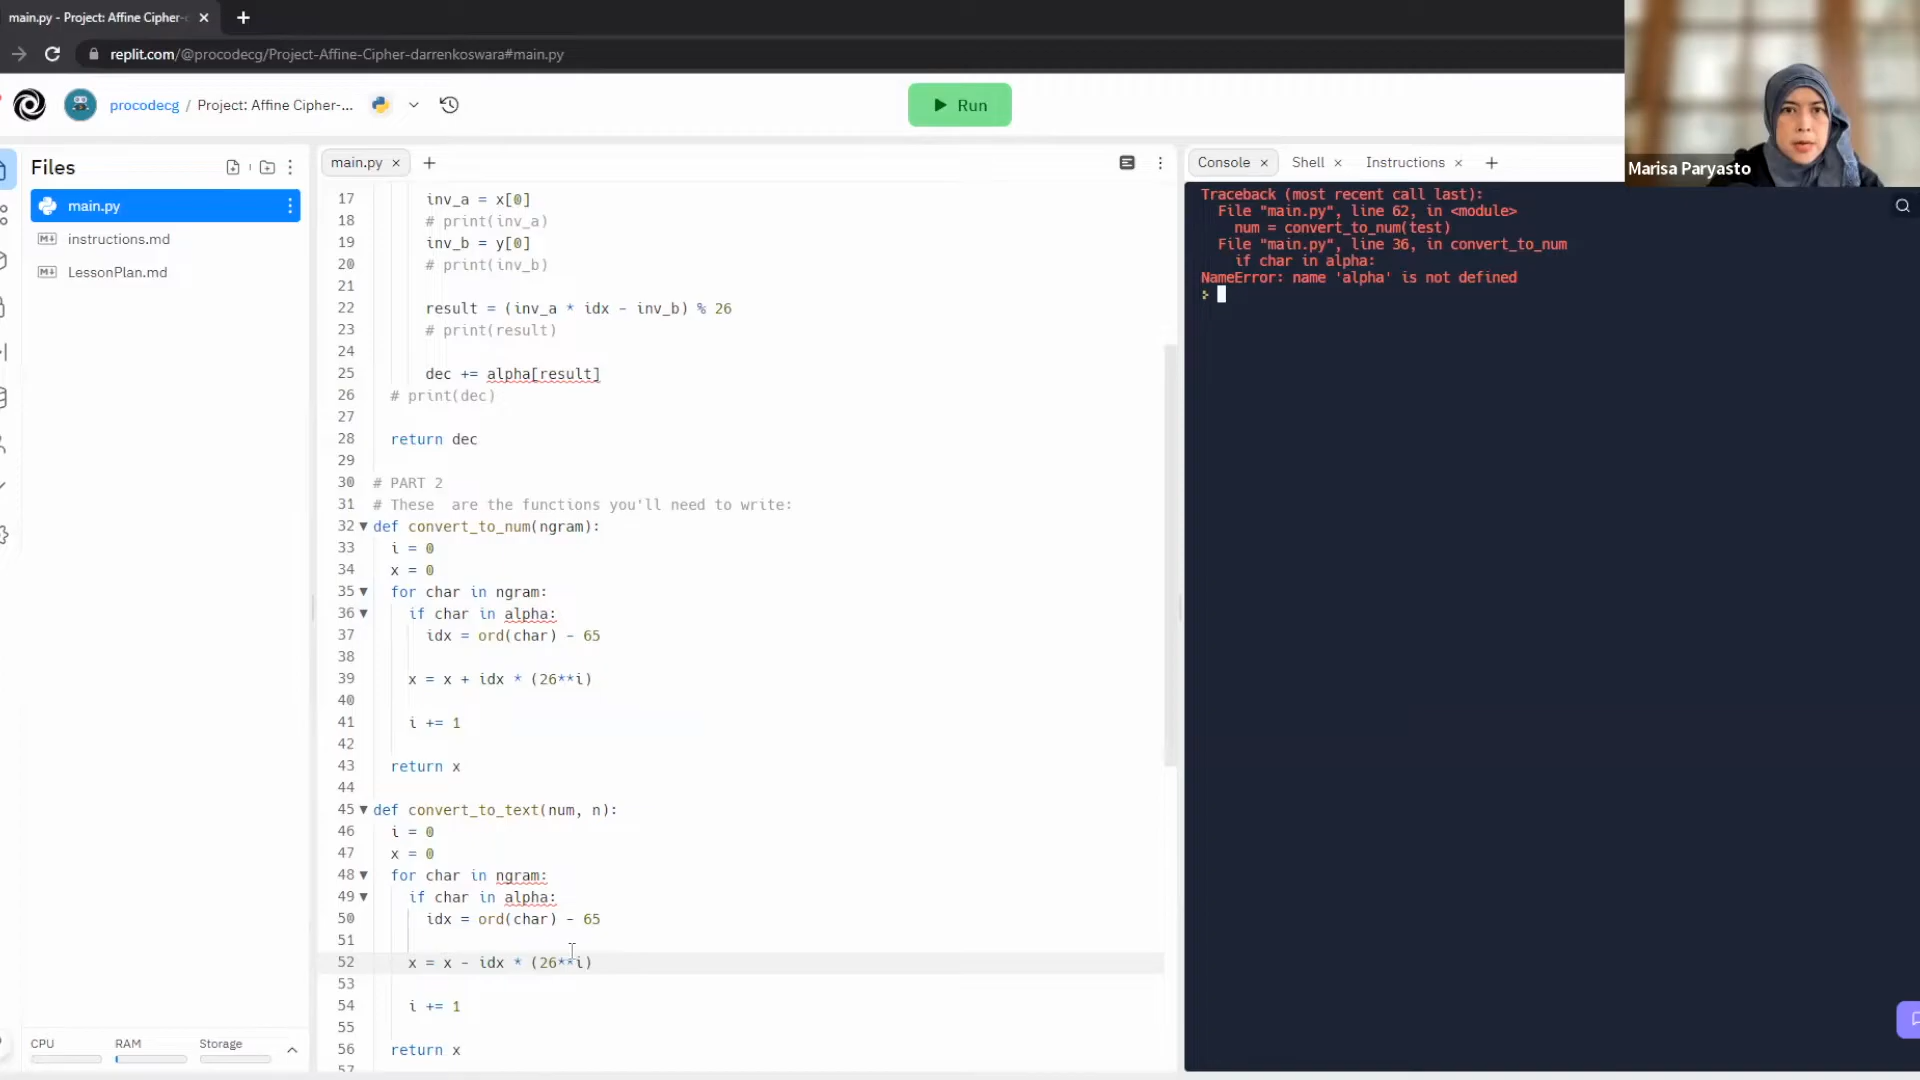 main.py - Project: Affine Cipher-
replit.com/@procodecg/Project-Affine-Cipher-darrenkoswara#main.py
procodecg / Project: Affine Cipher-...
Run
Marisa Paryasto
Files
main.py
instructions.md
LessonPlan.md
CPU RAM Storage
main.py
17 inv_a = x[0]
18 # print(inv_a)
19 inv_b = y[0]
20 # print(inv_b)
21
22 result = (inv_a * idx - inv_b) % 26
23 # print(result)
24
25 dec += alpha[result]
26 # print(dec)
27
28 return dec
29
30 # PART 2
31 # These  are the functions you'll need to write:
32 def convert_to_num(ngram):
33 i = 0
34 x = 0
35 for char in ngram:
36 if char in alpha:
37 idx = ord(char) - 65
38
39 x = x + idx * (26**i)
40
41 i += 1
42
43 return x
44
45 def convert_to_text(num, n):
46 i = 0
47 x = 0
48 for char in ngram:
49 if char in alpha:
50 idx = ord(char) - 65
51
52 x = x - idx * (26**i)
53
54 i += 1
55
56 return x
57
Console Shell Instructions
Traceback (most recent call last):
File "main.py", line 62, in <module>
num = convert_to_num(test)
File "main.py", line 36, in convert_to_num
if char in alpha:
NameError: name 'alpha' is not defined